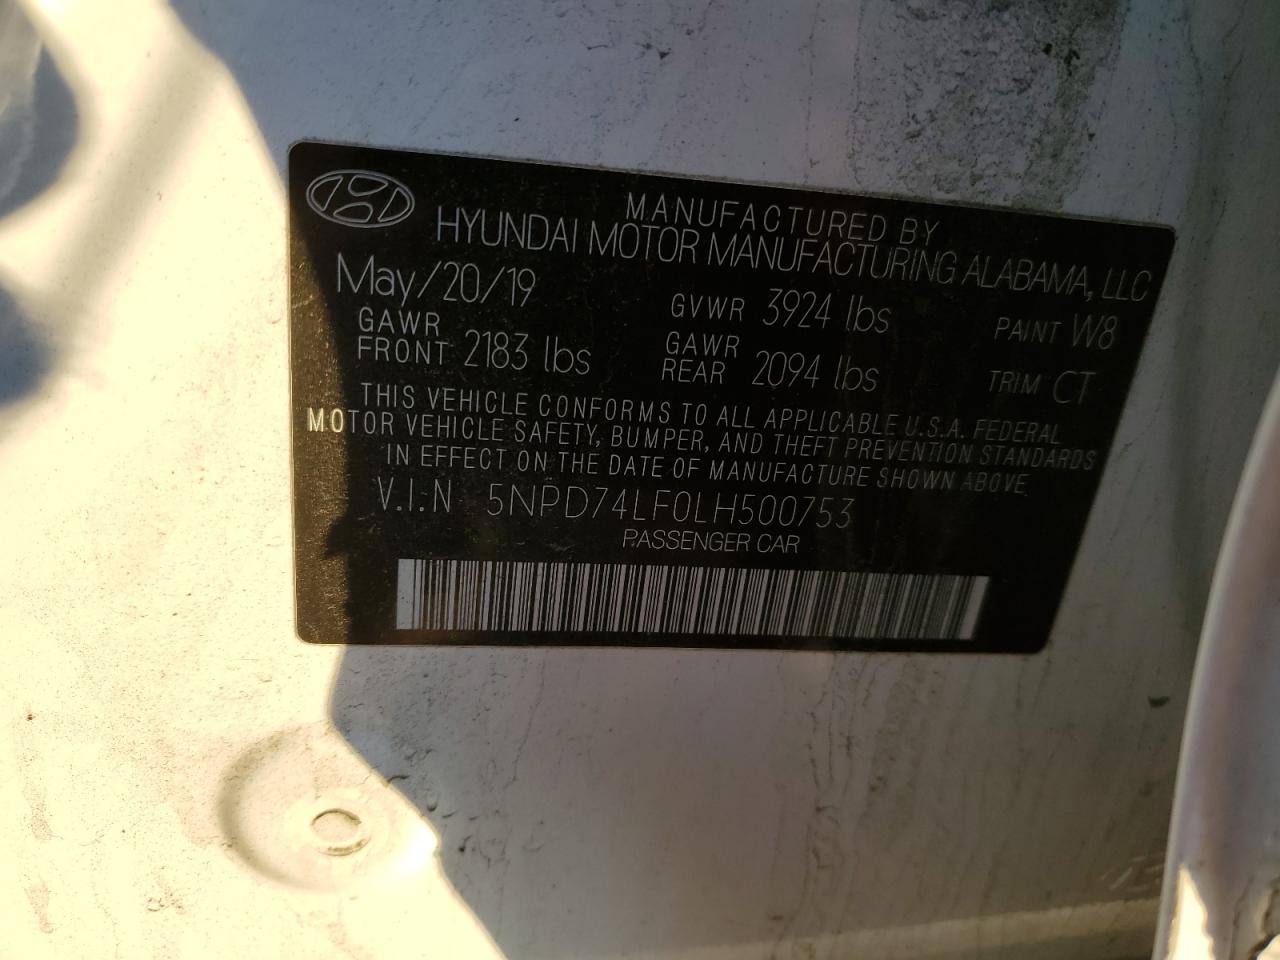 MANUFACTURED BY
HYUNDAI MOTOR MANUFACTURING ALABAMA, LLC
May/20/19 GVWR 3924 lbs PAINT W8
GAWR FRONT 2183 lbs GAWR REAR 2094 lbs TRIM CT
THIS VEHICLE CONFORMS TO ALL APPLICABLE U.S.A. FEDERAL
MOTOR VEHICLE SAFETY, BUMPER, AND THEFT PREVENTION STANDARDS
IN EFFECT ON THE DATE OF MANUFACTURE SHOWN ABOVE.
V.I.N 5NPD74LF0LH500753
PASSENGER CAR